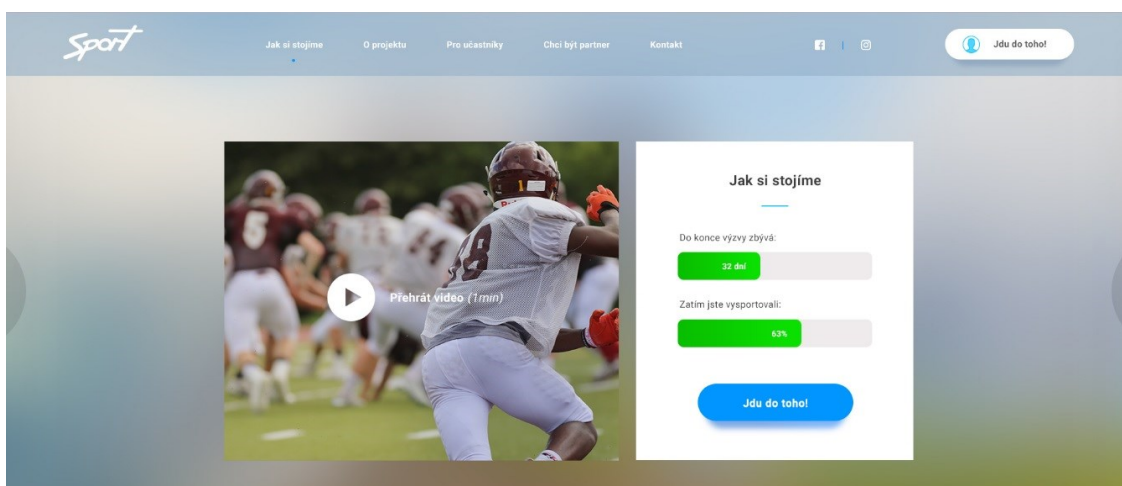 Sport
Jak si stojíme
O projektu
Pro učastníky
Chci být partner
Kontakt
Jdu do toho!
Přehrát video (1min)
Jak si stojíme
Do konce výzvy zbývá:
32 dní
Zatím jste vysportovali:
63%
Jdu do toho!